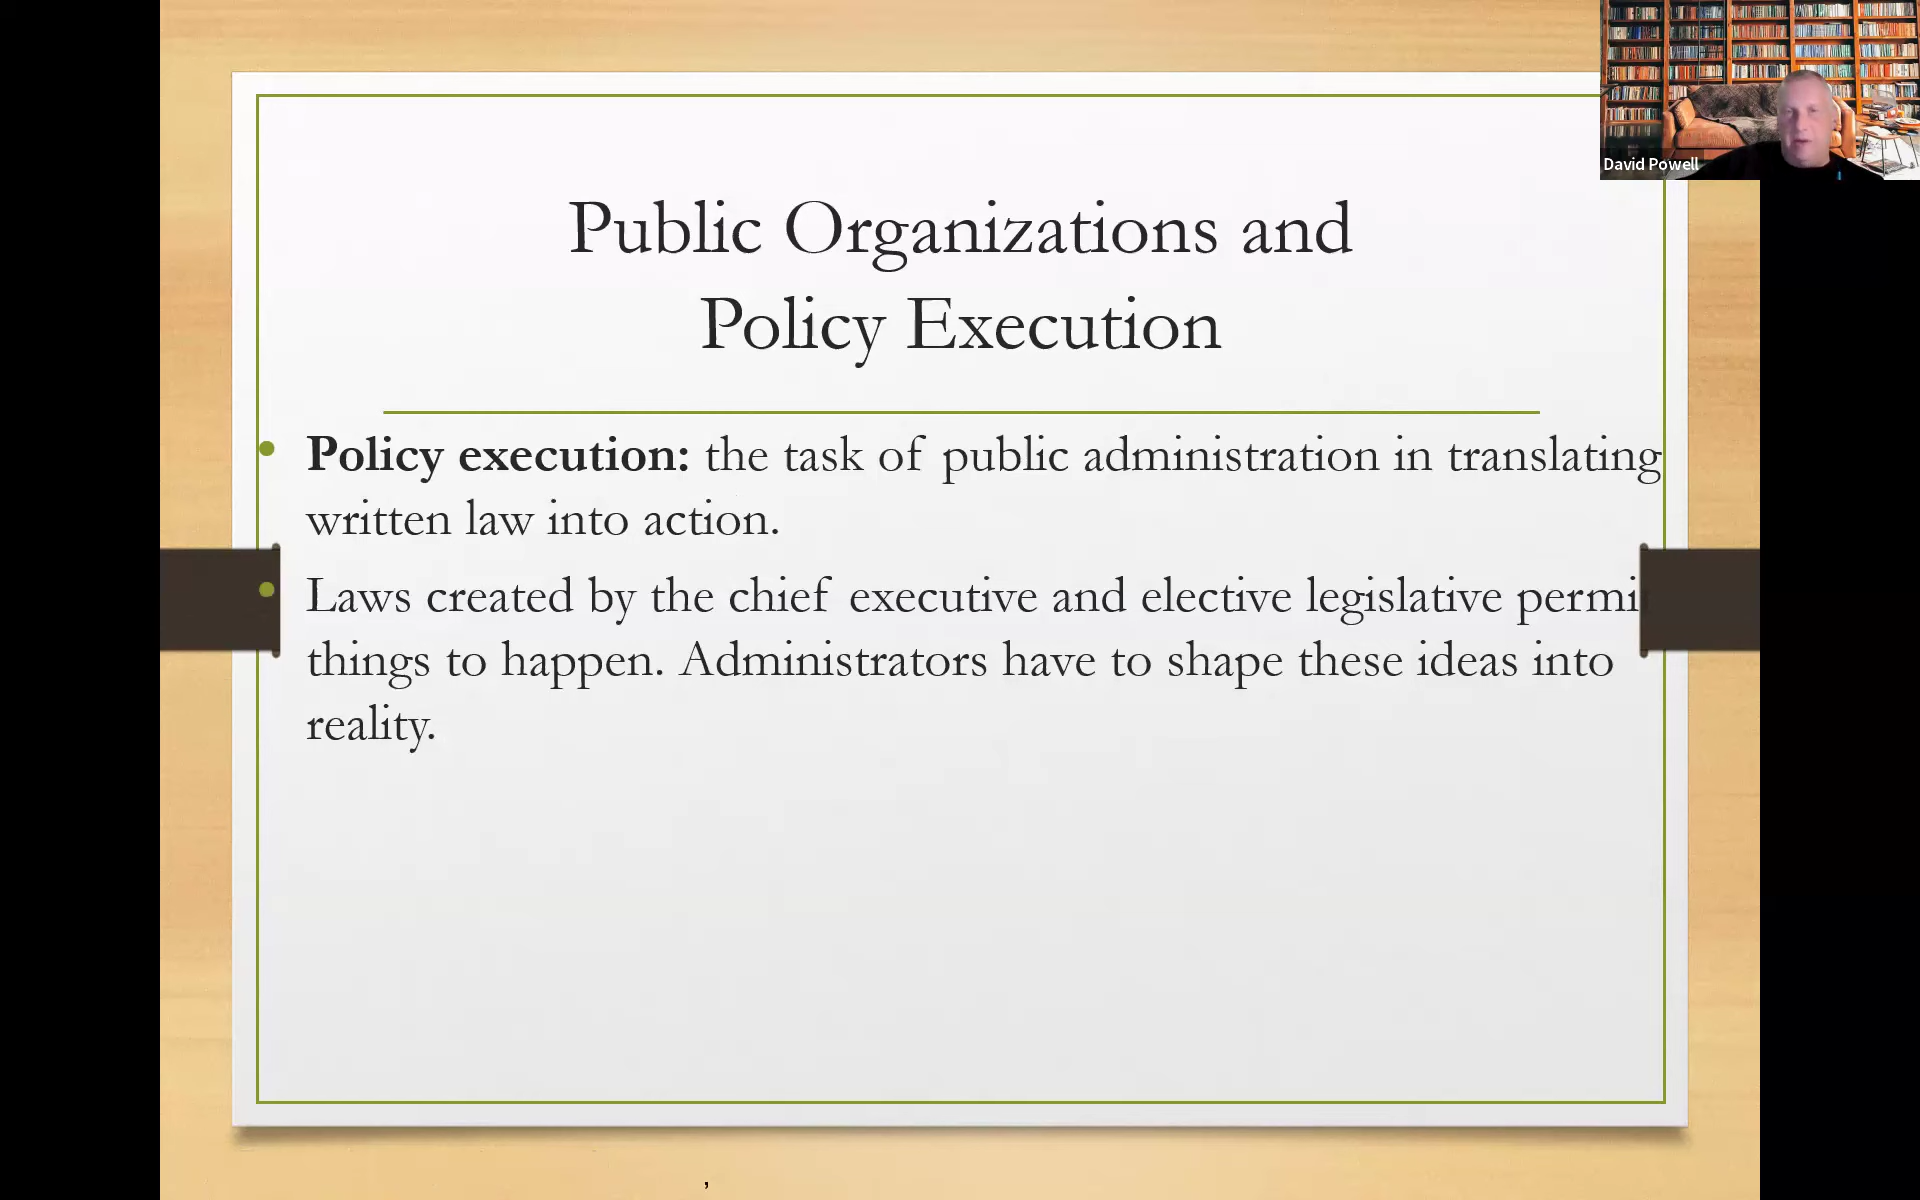 David Powell
Public Organizations and
Policy Execution
• Policy execution: the task of public administration in translating
written law into action.
• Laws created by the chief executive and elective legislative permi
things to happen. Administrators have to shape these ideas into
reality.
,